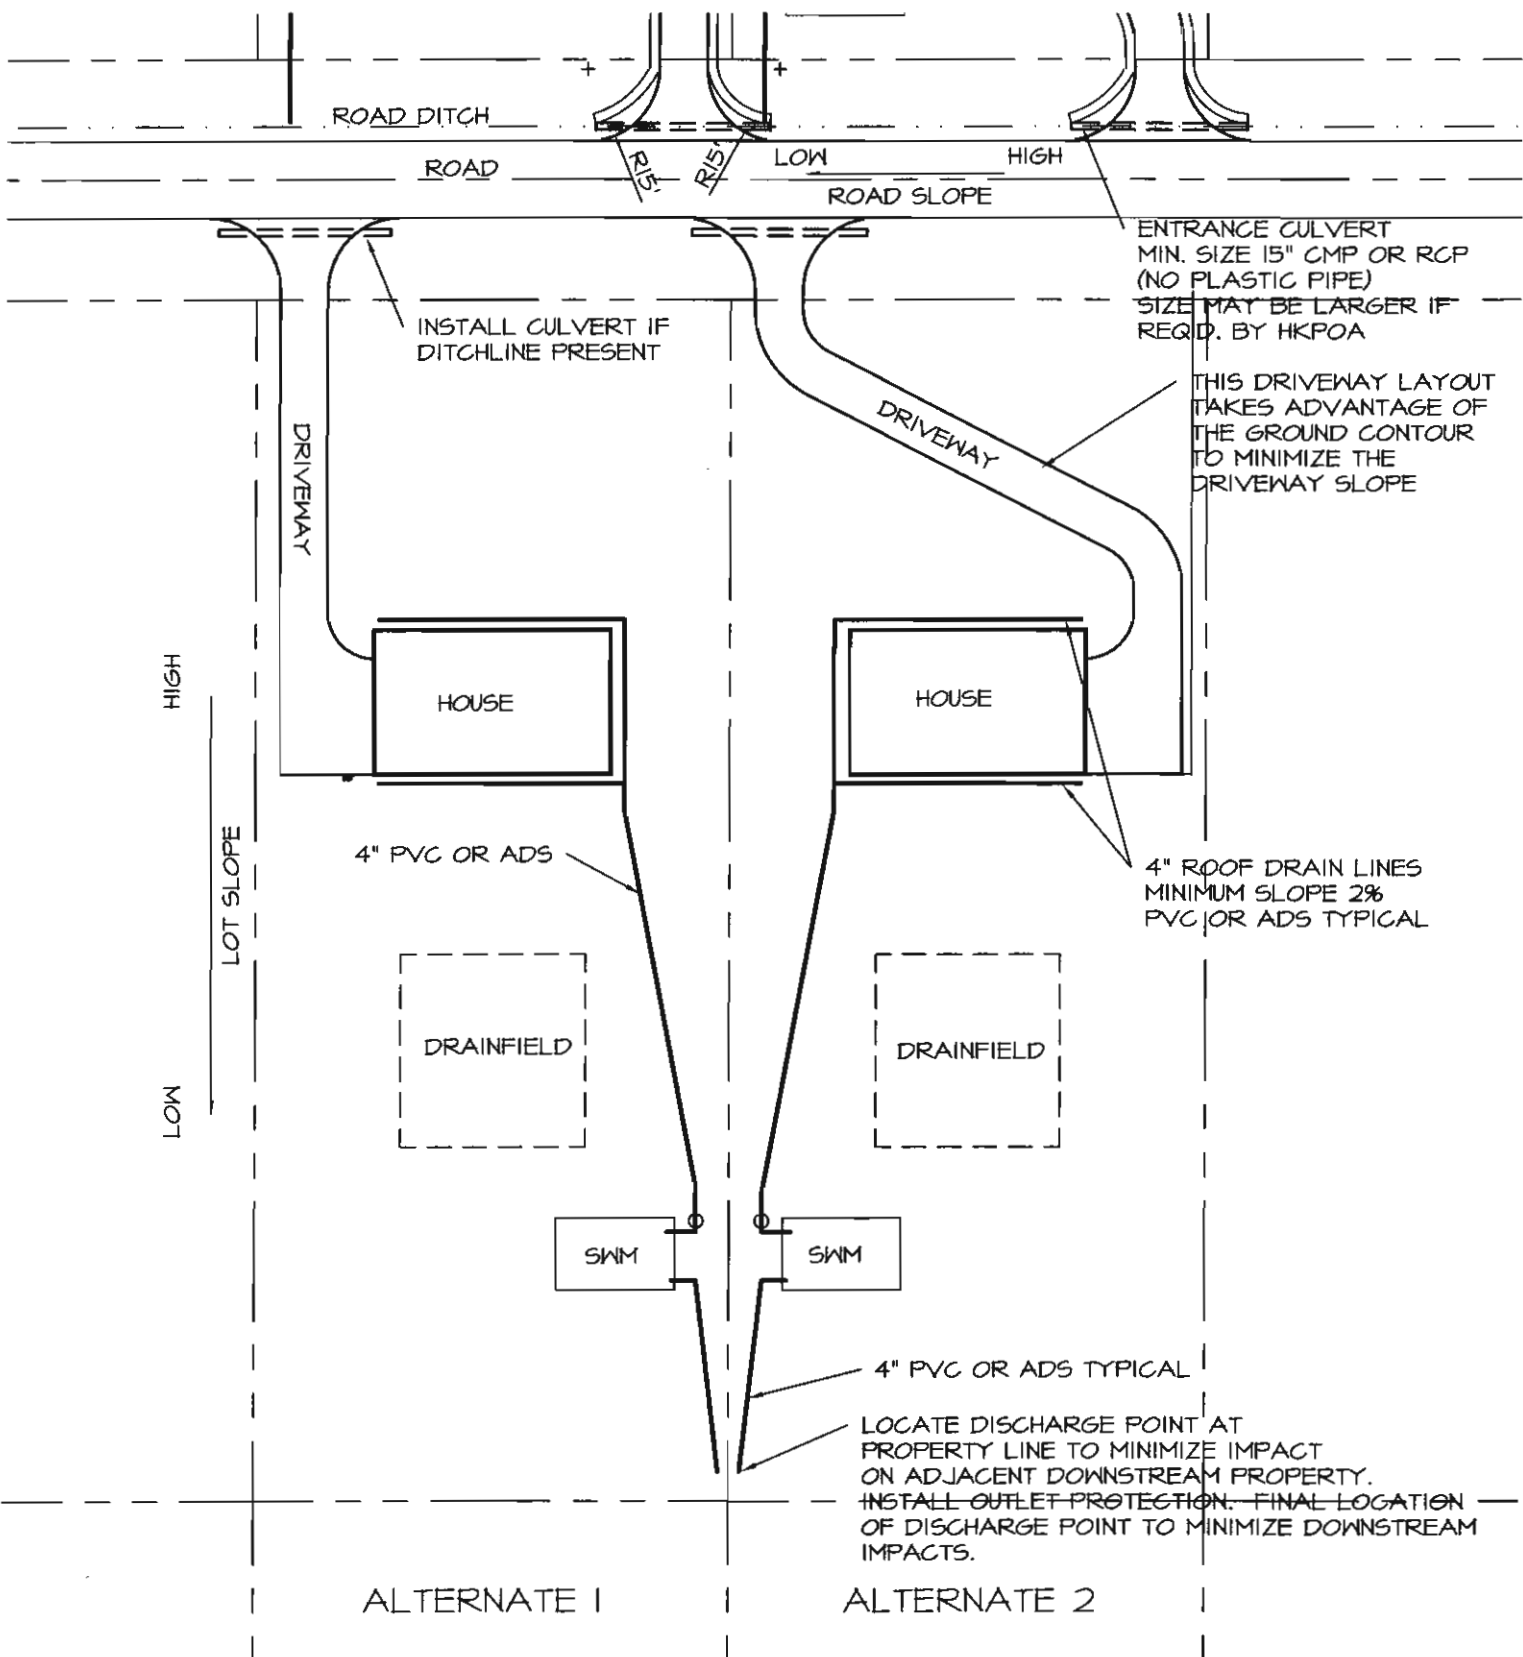 ROAD DITCH
ROAD
R15'
R15'
LOW
HIGH
ROAD SLOPE
ENTRANCE CULVERT
MIN. SIZE 15" CMP OR RCP
(NO PLASTIC PIPE)
SIZE MAY BE LARGER IF
REQ'D. BY HKPOA
INSTALL CULVERT IF
DITCHLINE PRESENT
THIS DRIVEWAY LAYOUT
TAKES ADVANTAGE OF
THE GROUND CONTOUR
TO MINIMIZE THE
DRIVEWAY SLOPE
DRIVEWAY
DRIVEWAY
HIGH
HOUSE
HOUSE
LOT SLOPE
4" PVC OR ADS
4" ROOF DRAIN LINES
MINIMUM SLOPE 2%
PVC OR ADS TYPICAL
DRAINFIELD
DRAINFIELD
LOW
SWM
SWM
4" PVC OR ADS TYPICAL
LOCATE DISCHARGE POINT AT
PROPERTY LINE TO MINIMIZE IMPACT
ON ADJACENT DOWNSTREAM PROPERTY.
INSTALL OUTLET PROTECTION. FINAL LOCATION
OF DISCHARGE POINT TO MINIMIZE DOWNSTREAM
IMPACTS.
ALTERNATE 1
ALTERNATE 2